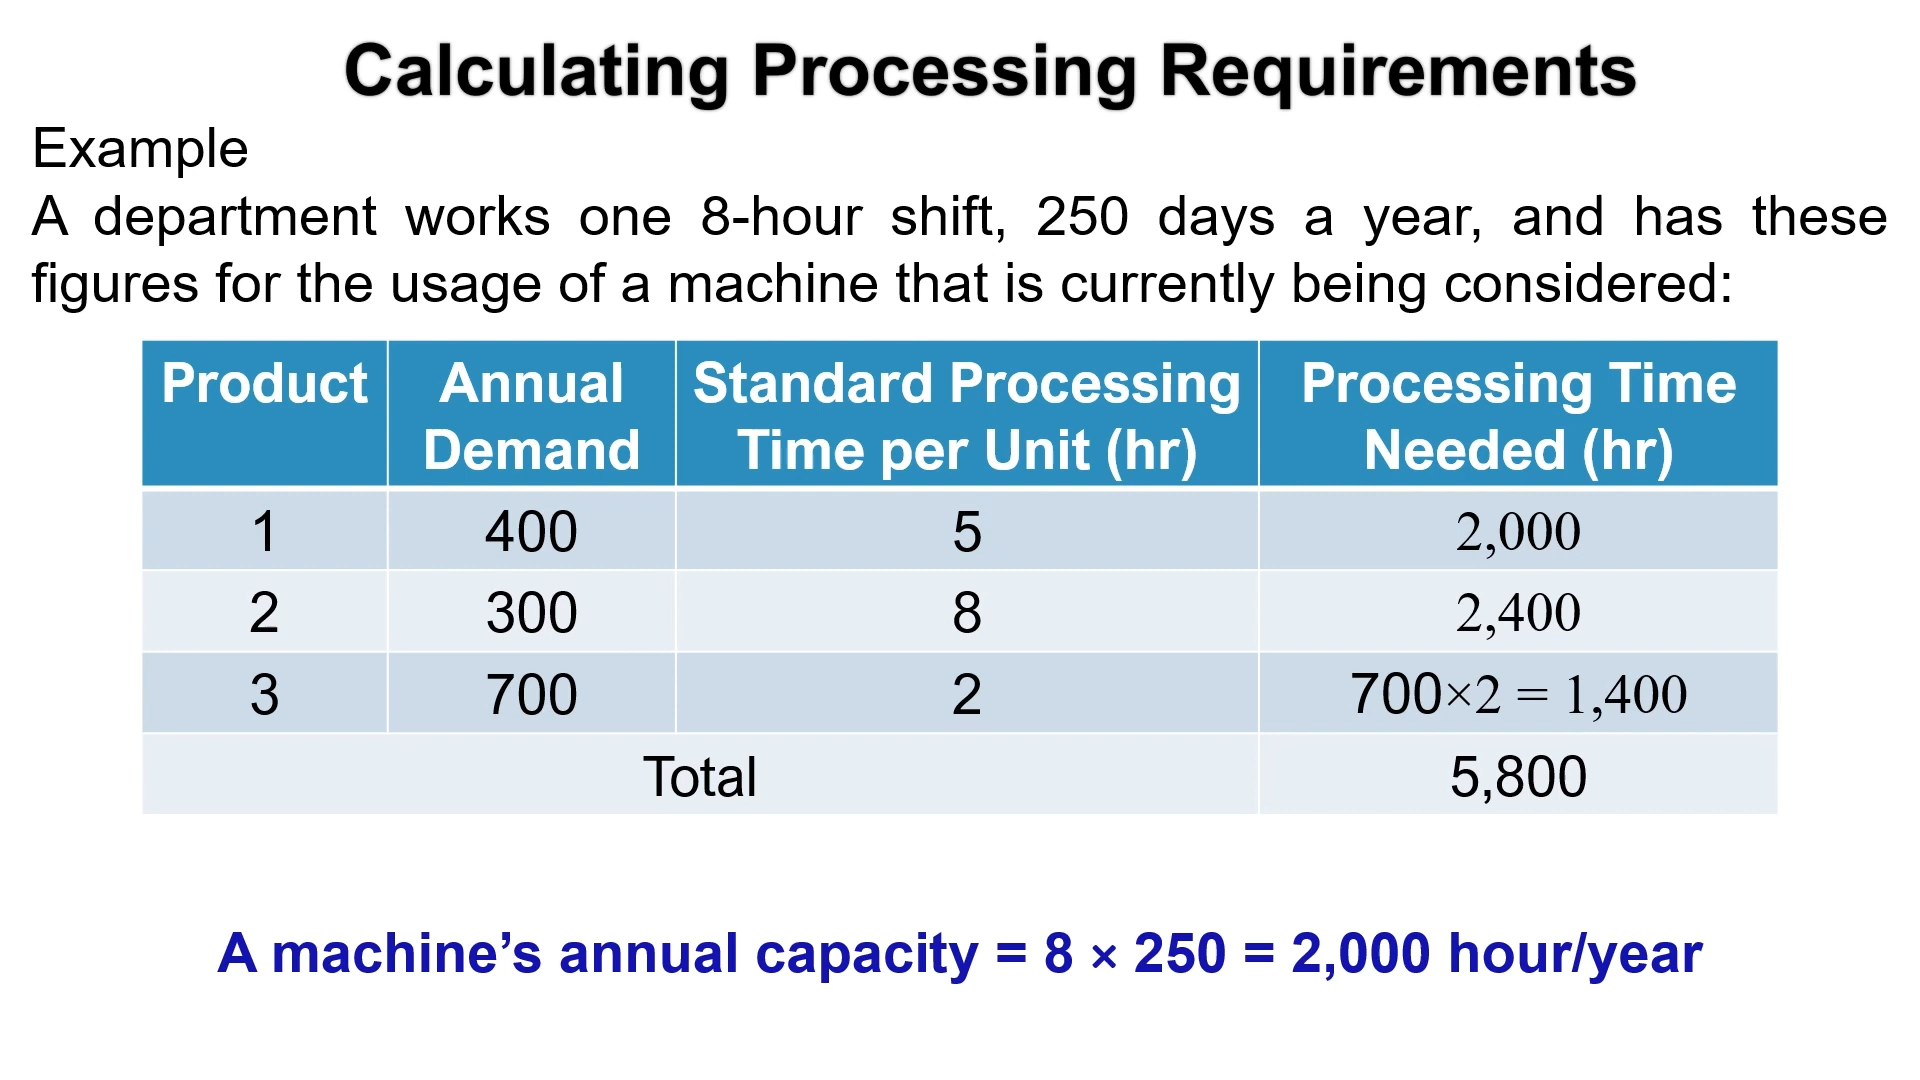 Calculating Processing Requirements
Example
A department works one 8-hour shift, 250 days a year, and has these
figures for the usage of a machine that is currently being considered:
Product Annual Demand Standard Processing Time per Unit (hr) Processing Time Needed (hr)
1 400 5 2,000
2 300 8 2,400
3 700 2 700×2 = 1,400
Total 5,800
A machine’s annual capacity = 8 × 250 = 2,000 hour/year